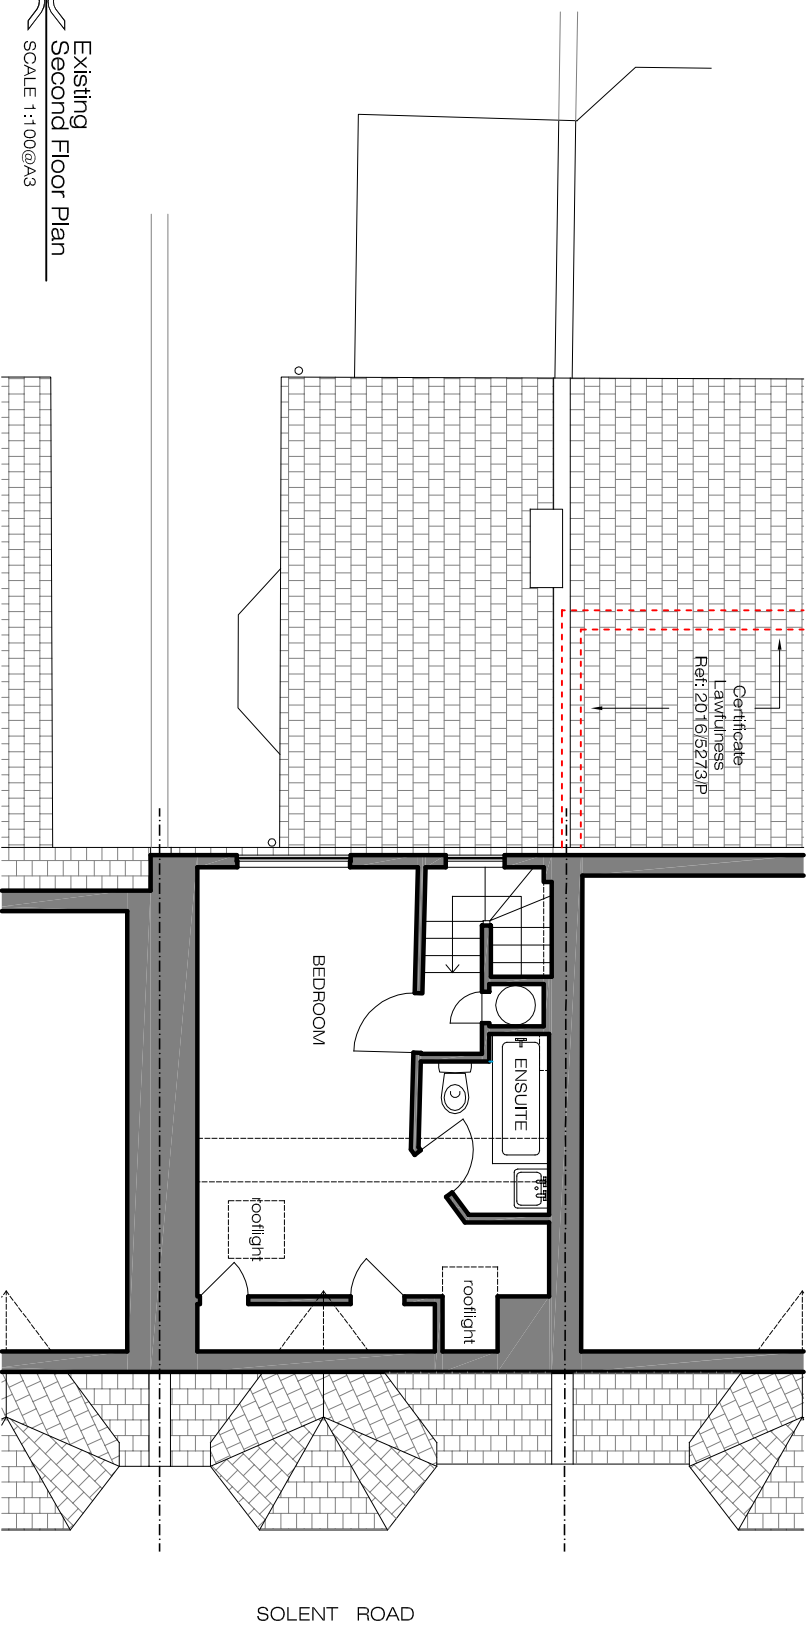 Existing
Second Floor Plan
SCALE 1:100@A3
Certificate
Lawfulness
Ref: 2016/5273/P
BEDROOM
ENSUITE
rooflight
rooflight
SOLENT ROAD